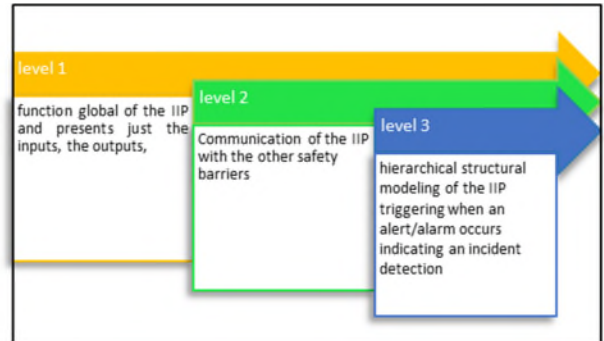 level 1
function global of the IIP
and presents just the
inputs, the outputs,
level 2
Communication of the IIP
with the other safety
barriers
level 3
hierarchical structural
modeling of the IIP
triggering when an
alert/alarm occurs
indicating an incident
detection